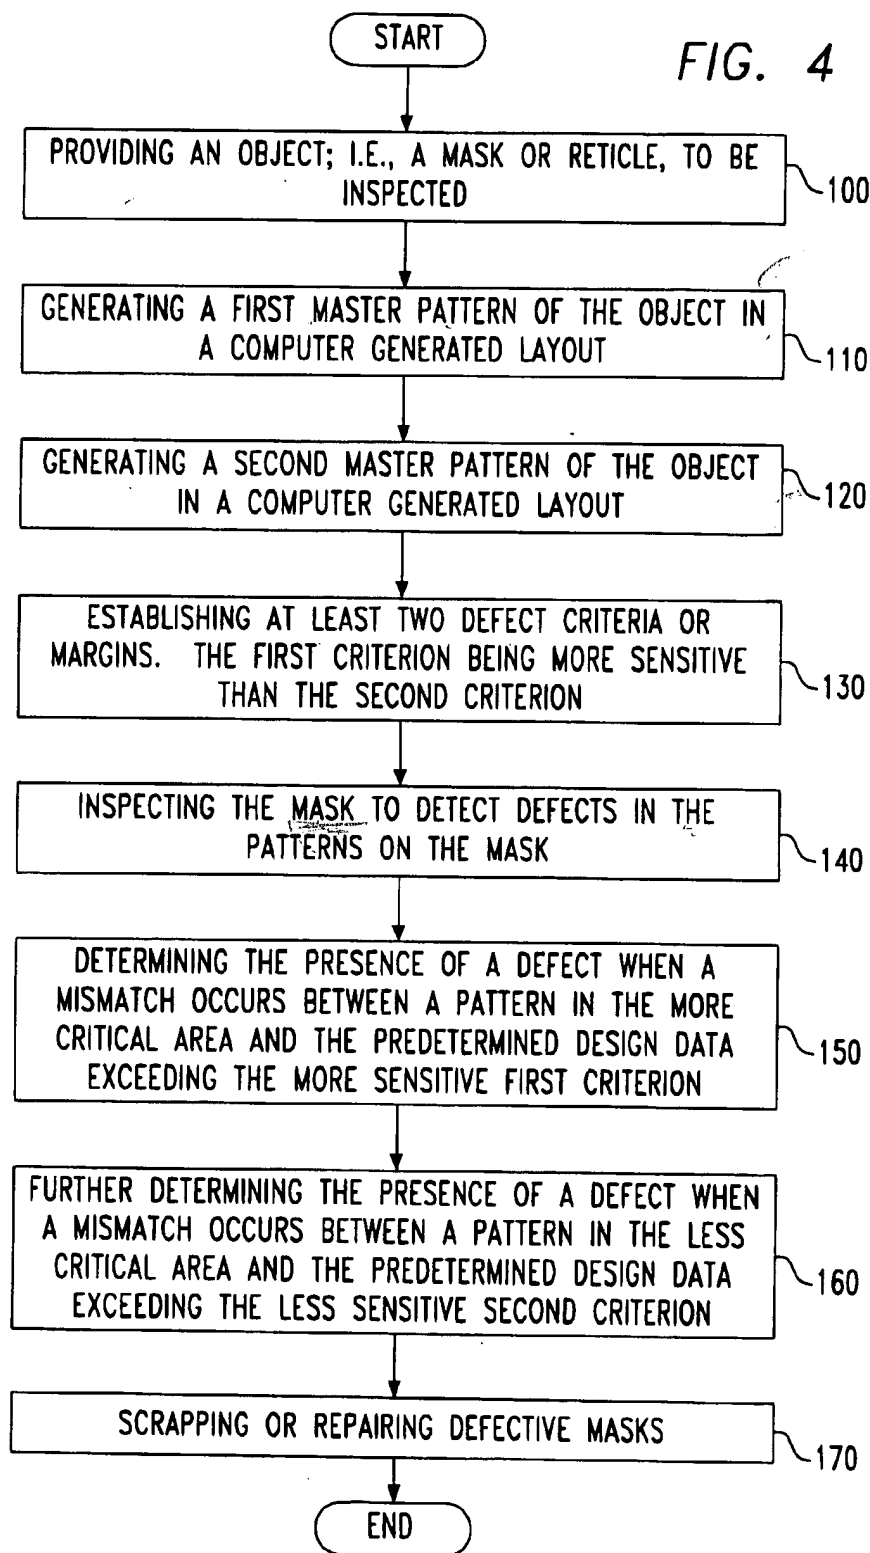 START
FIG. 4
PROVIDING AN OBJECT; I.E., A MASK OR RETICLE, TO BE
INSPECTED
100
GENERATING A FIRST MASTER PATTERN OF THE OBJECT IN
A COMPUTER GENERATED LAYOUT
110
GENERATING A SECOND MASTER PATTERN OF THE OBJECT
IN A COMPUTER GENERATED LAYOUT
120
ESTABLISHING AT LEAST TWO DEFECT CRITERIA OR
MARGINS. THE FIRST CRITERION BEING MORE SENSITIVE
THAN THE SECOND CRITERION
130
INSPECTING THE MASK TO DETECT DEFECTS IN THE
PATTERNS ON THE MASK
140
DETERMINING THE PRESENCE OF A DEFECT WHEN A
MISMATCH OCCURS BETWEEN A PATTERN IN THE MORE
CRITICAL AREA AND THE PREDETERMINED DESIGN DATA
EXCEEDING THE MORE SENSITIVE FIRST CRITERION
150
FURTHER DETERMINING THE PRESENCE OF A DEFECT WHEN
A MISMATCH OCCURS BETWEEN A PATTERN IN THE LESS
CRITICAL AREA AND THE PREDETERMINED DESIGN DATA
EXCEEDING THE LESS SENSITIVE SECOND CRITERION
160
SCRAPPING OR REPAIRING DEFECTIVE MASKS
170
END